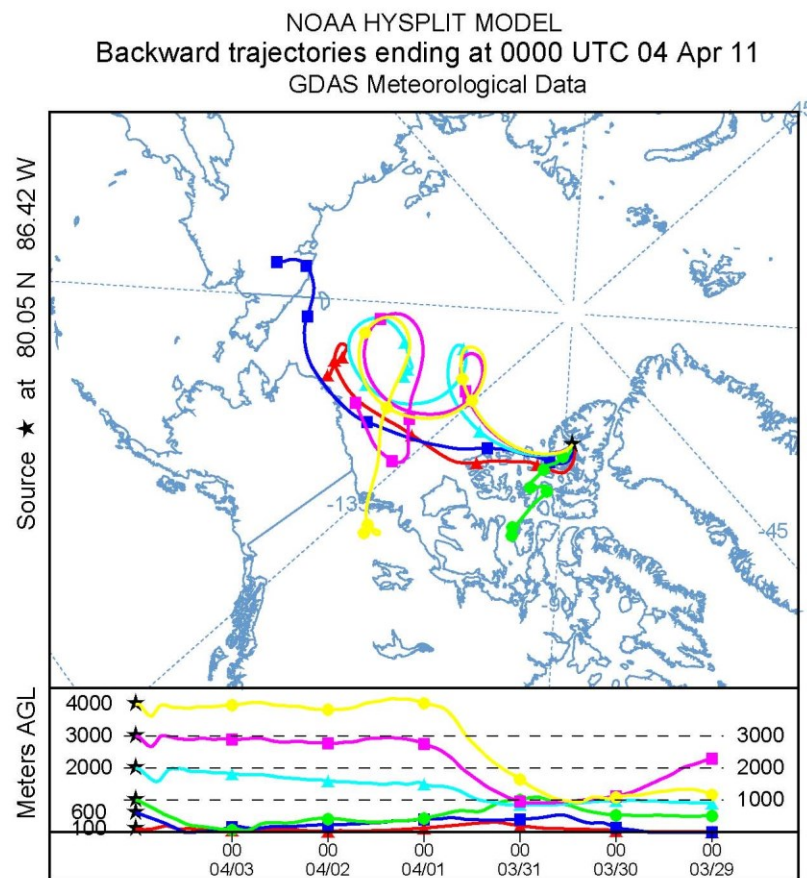 NOAA HYSPLIT MODEL
Backward trajectories ending at 0000 UTC 04 Apr 11
GDAS Meteorological Data
Source ★ at 80.05 N 86.42 W
-135
-45
-90
Meters AGL
4000
3000
2000
600
100
3000
2000
1000
00 00 00 00 00 00
04/03 04/02 04/01 03/31 03/30 03/29